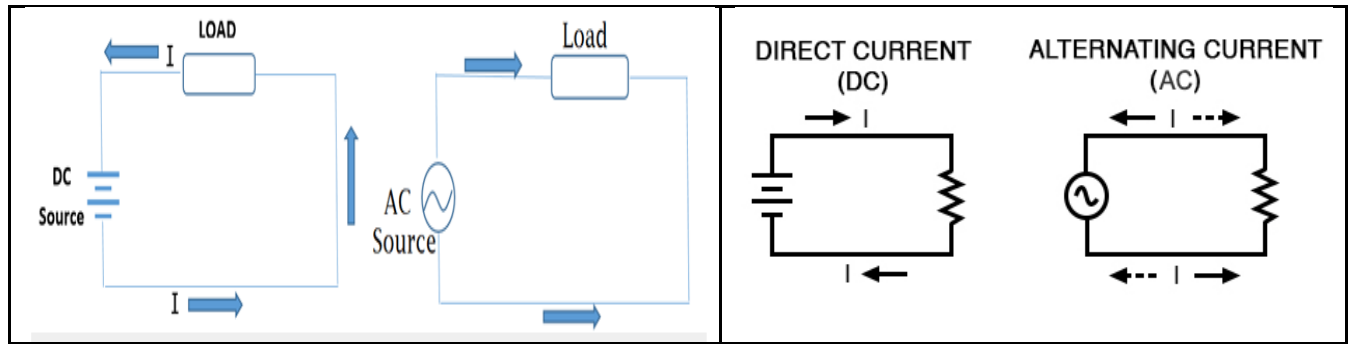 LOAD
I
DC
Source
I
Load
AC
Source
DIRECT CURRENT
(DC)
I
I
ALTERNATING CURRENT
(AC)
I
I